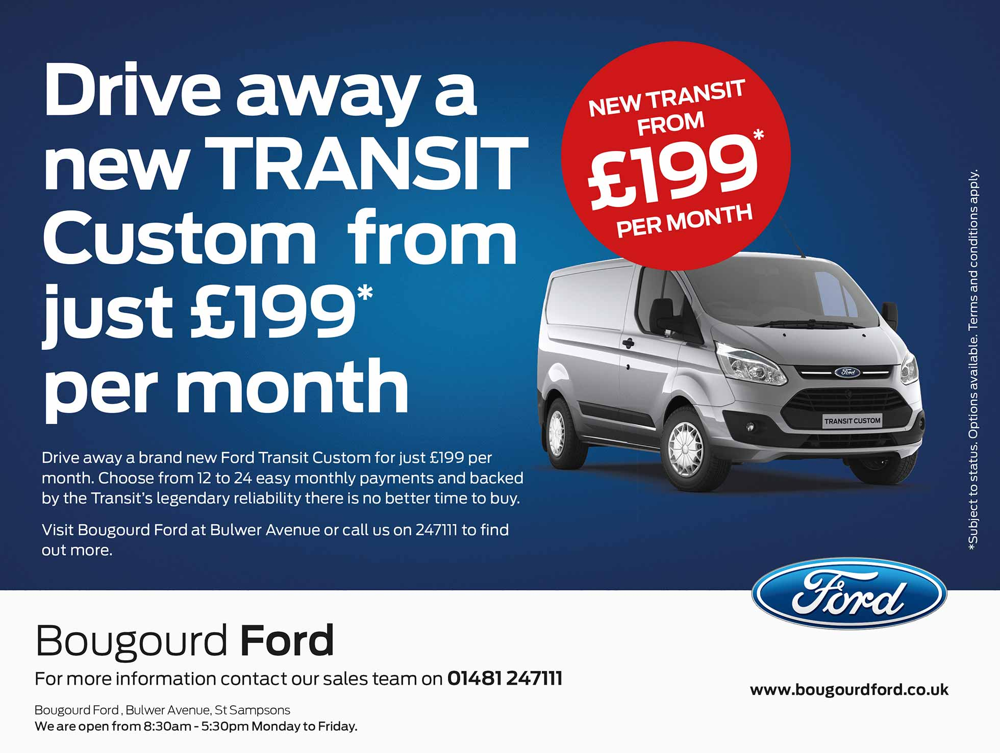 Drive away a
new TRANSIT
Custom from
just £199*
per month
NEW TRANSIT
FROM
£199*
PER MONTH
Drive away a brand new Ford Transit Custom for just £199 per
month. Choose from 12 to 24 easy monthly payments and backed
by the Transit's legendary reliability there is no better time to buy.
Visit Bougourd Ford at Bulwer Avenue or call us on 247111 to find
out more.
Ford
TRANSIT CUSTOM
*Subject to status. Options available. Terms and conditions apply.
Ford
Bougourd Ford
For more information contact our sales team on 01481 247111
www.bougourdford.co.uk
Bougourd Ford , Bulwer Avenue, St Sampsons
We are open from 8:30am - 5:30pm Monday to Friday.